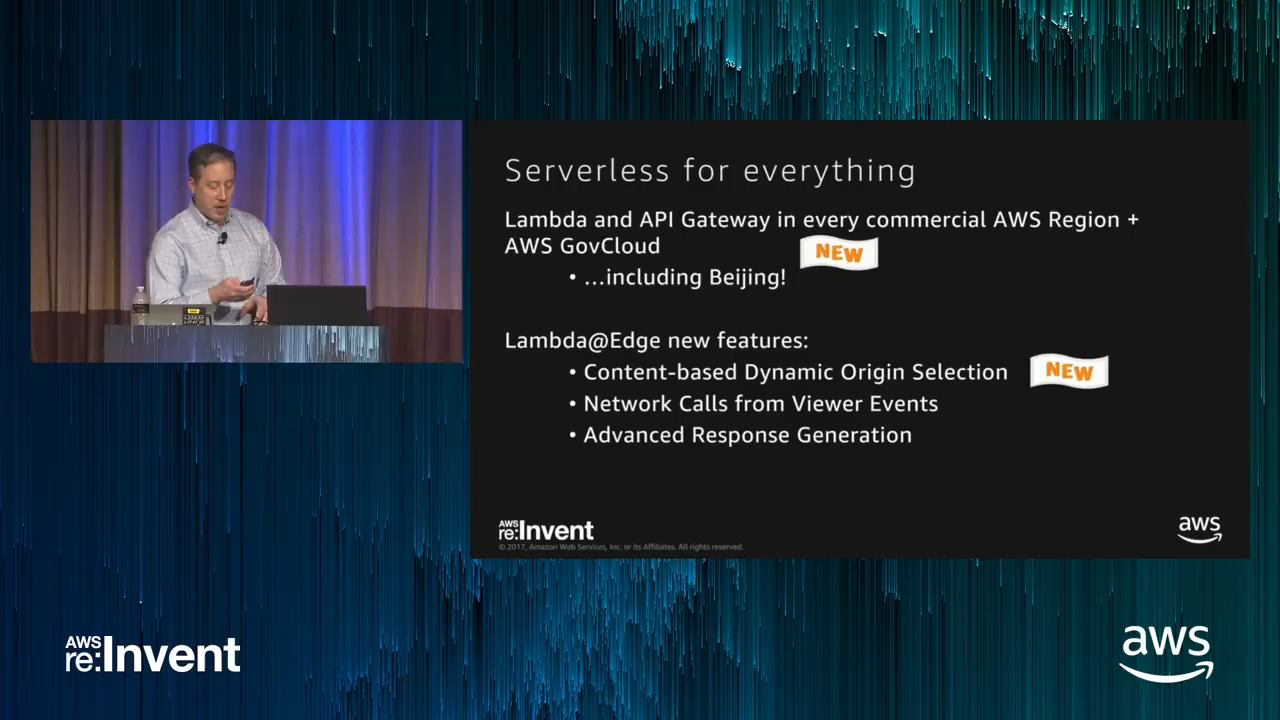 Serverless for everything
Lambda and API Gateway in every commercial AWS Region +
AWS GovCloud
NEW
• ...including Beijing!
Lambda@Edge new features:
• Content-based Dynamic Origin Selection
NEW
• Network Calls from Viewer Events
• Advanced Response Generation
AWS
re:Invent
© 2017, Amazon Web Services, Inc. or its Affiliates. All rights reserved.
aws
AWS
re:Invent
aws